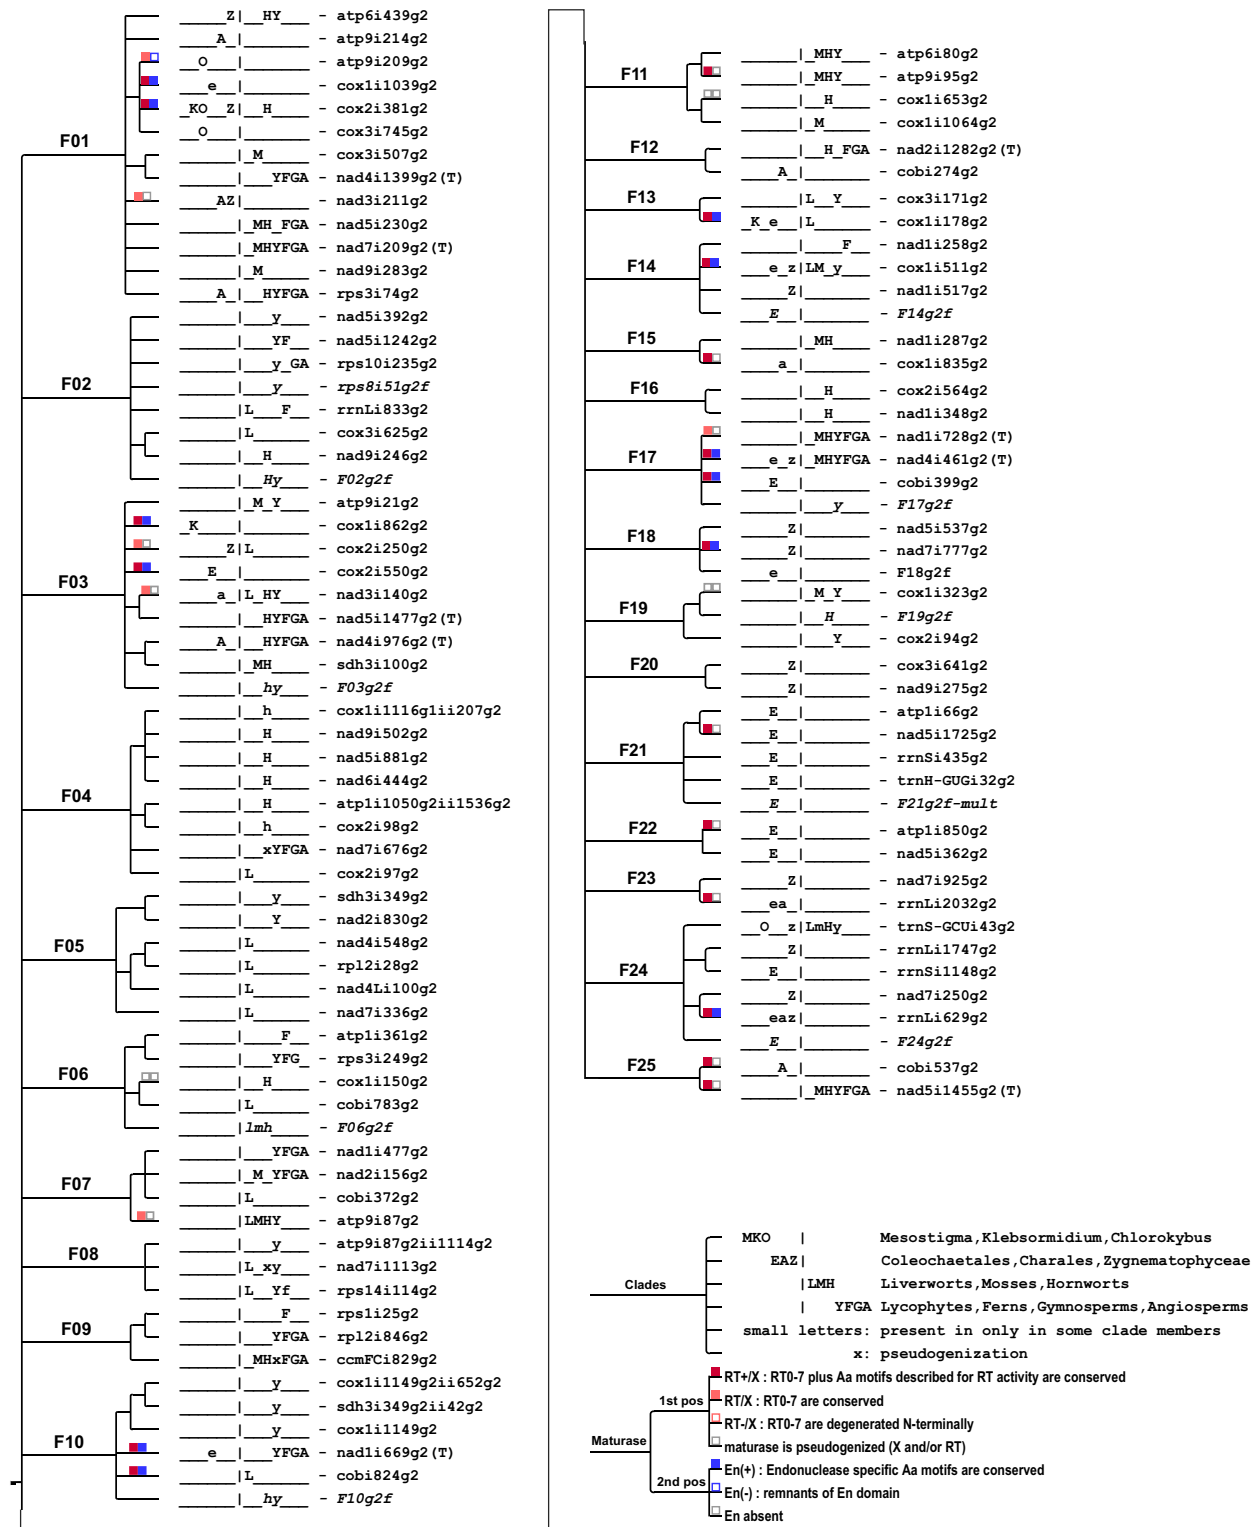 F01
_____Z|__HY___ - atp6i439g2
____A_|_______ - atp9i214g2
__O___|_______ - atp9i209g2
___e__|_______ - cox1i1039g2
_KO__Z|__H____ - cox2i381g2
__O___|_______ - cox3i745g2
______|_M_____ - cox3i507g2
______|___YFGA - nad4i1399g2(T)
____AZ|_______ - nad3i211g2
______|_MH_FGA - nad5i230g2
______|_MHYFGA - nad7i209g2(T)
______|_M_____ - nad9i283g2
____A_|__HYFGA - rps3i74g2
F02
______|___y___ - nad5i392g2
______|___YF__ - nad5i1242g2
______|___y_GA - rps10i235g2
______|___y___ - rps8i51g2f
______|L___F__ - rrnLi833g2
______|L______ - cox3i625g2
______|__H____ - nad9i246g2
______|__Hy___ - F02g2f
F03
______|_M_Y___ - atp9i21g2
_K____|_______ - cox1i862g2
_____Z|L______ - cox2i250g2
___E__|_______ - cox2i550g2
____a_|L_HY___ - nad3i140g2
______|__HYFGA - nad5i1477g2(T)
____A_|__HYFGA - nad4i976g2(T)
______|_MH____ - sdh3i100g2
______|__hy___ - F03g2f
F04
______|__h____ - cox1i1116g1ii207g2
______|__H____ - nad9i502g2
______|__H____ - nad5i881g2
______|__H____ - nad6i444g2
______|__H____ - atp1i1050g2ii1536g2
______|__h____ - cox2i98g2
______|__xYFGA - nad7i676g2
______|L______ - cox2i97g2
F05
______|___y___ - sdh3i349g2
______|___Y___ - nad2i830g2
______|L______ - nad4i548g2
______|L______ - rpl2i28g2
______|L______ - nad4Li100g2
______|L______ - nad7i336g2
F06
______|____F__ - atp1i361g2
______|___YFG_ - rps3i249g2
______|__H____ - cox1i150g2
______|L______ - cobi783g2
______|lmh____ - F06g2f
F07
______|___YFGA - nad1i477g2
______|_M_YFGA - nad2i156g2
______|L______ - cobi372g2
______|LMHY___ - atp9i87g2
F08
______|___y___ - atp9i87g2ii1114g2
______|L_xy___ - nad7i1113g2
______|L__Yf__ - rps14i114g2
F09
______|____F__ - rps1i25g2
______|___YFGA - rpl2i846g2
______|_MHxFGA - ccmFCi829g2
F10
______|___y___ - cox1i1149g2ii652g2
______|___y___ - sdh3i349g2ii42g2
______|___y___ - cox1i1149g2
___e__|___YFGA - nad1i669g2(T)
______|L______ - cobi824g2
______|__hy___ - F10g2f
F11
______|_MHY___ - atp6i80g2
______|_MHY___ - atp9i95g2
______|__H____ - cox1i653g2
______|_M_____ - cox1i1064g2
F12
______|__H_FGA - nad2i1282g2(T)
____A_|_______ - cobi274g2
F13
______|L__Y___ - cox3i171g2
_K_e__|L______ - cox1i178g2
F14
______|____F__ - nad1i258g2
___e_z|LM_y___ - cox1i511g2
_____Z|_______ - nad1i517g2
___E__|_______ - F14g2f
F15
______|_MH____ - nad1i287g2
____a_|_______ - cox1i835g2
F16
______|__H____ - cox2i564g2
______|__H____ - nad1i348g2
F17
______|_MHYFGA - nad1i728g2(T)
___e_z|_MHYFGA - nad4i461g2(T)
___E__|_______ - cobi399g2
______|___y___ - F17g2f
F18
_____Z|_______ - nad5i537g2
_____Z|_______ - nad7i777g2
___e__|_______ - F18g2f
F19
______|_M_Y___ - cox1i323g2
______|__H____ - F19g2f
______|___Y___ - cox2i94g2
F20
_____Z|_______ - cox3i641g2
_____Z|_______ - nad9i275g2
F21
___E__|_______ - atp1i66g2
___E__|_______ - nad5i1725g2
___E__|_______ - rrnSi435g2
___E__|_______ - trnH-GUGi32g2
___E__|_______ - F21g2f-mult
F22
___E__|_______ - atp1i850g2
___E__|_______ - nad5i362g2
F23
_____Z|_______ - nad7i925g2
___ea_|_______ - rrnLi2032g2
F24
__O__z|LmHy___ - trnS-GCUi43g2
_____Z|_______ - rrnLi1747g2
___E__|_______ - rrnSi1148g2
_____Z|_______ - nad7i250g2
___eaz|_______ - rrnLi629g2
___E__|_______ - F24g2f
F25
____A_|_______ - cobi537g2
______|_MHYFGA - nad5i1455g2(T)
Clades
MKO | Mesostigma,Klebsormidium,Chlorokybus
EAZ| Coleochaetales,Charales,Zygnematophyceae
|LMH Liverworts,Mosses,Hornworts
| YFGA Lycophytes,Ferns,Gymnosperms,Angiosperms
small letters: present in only in some clade members
x: pseudogenization
Maturase
1st pos
RT+/X : RT0-7 plus Aa motifs described for RT activity are conserved
RT/X : RT0-7 are conserved
RT-/X : RT0-7 are degenerated N-terminally
maturase is pseudogenized (X and/or RT)
2nd pos
En(+) : Endonuclease specific Aa motifs are conserved
En(-) : remnants of En domain
En absent